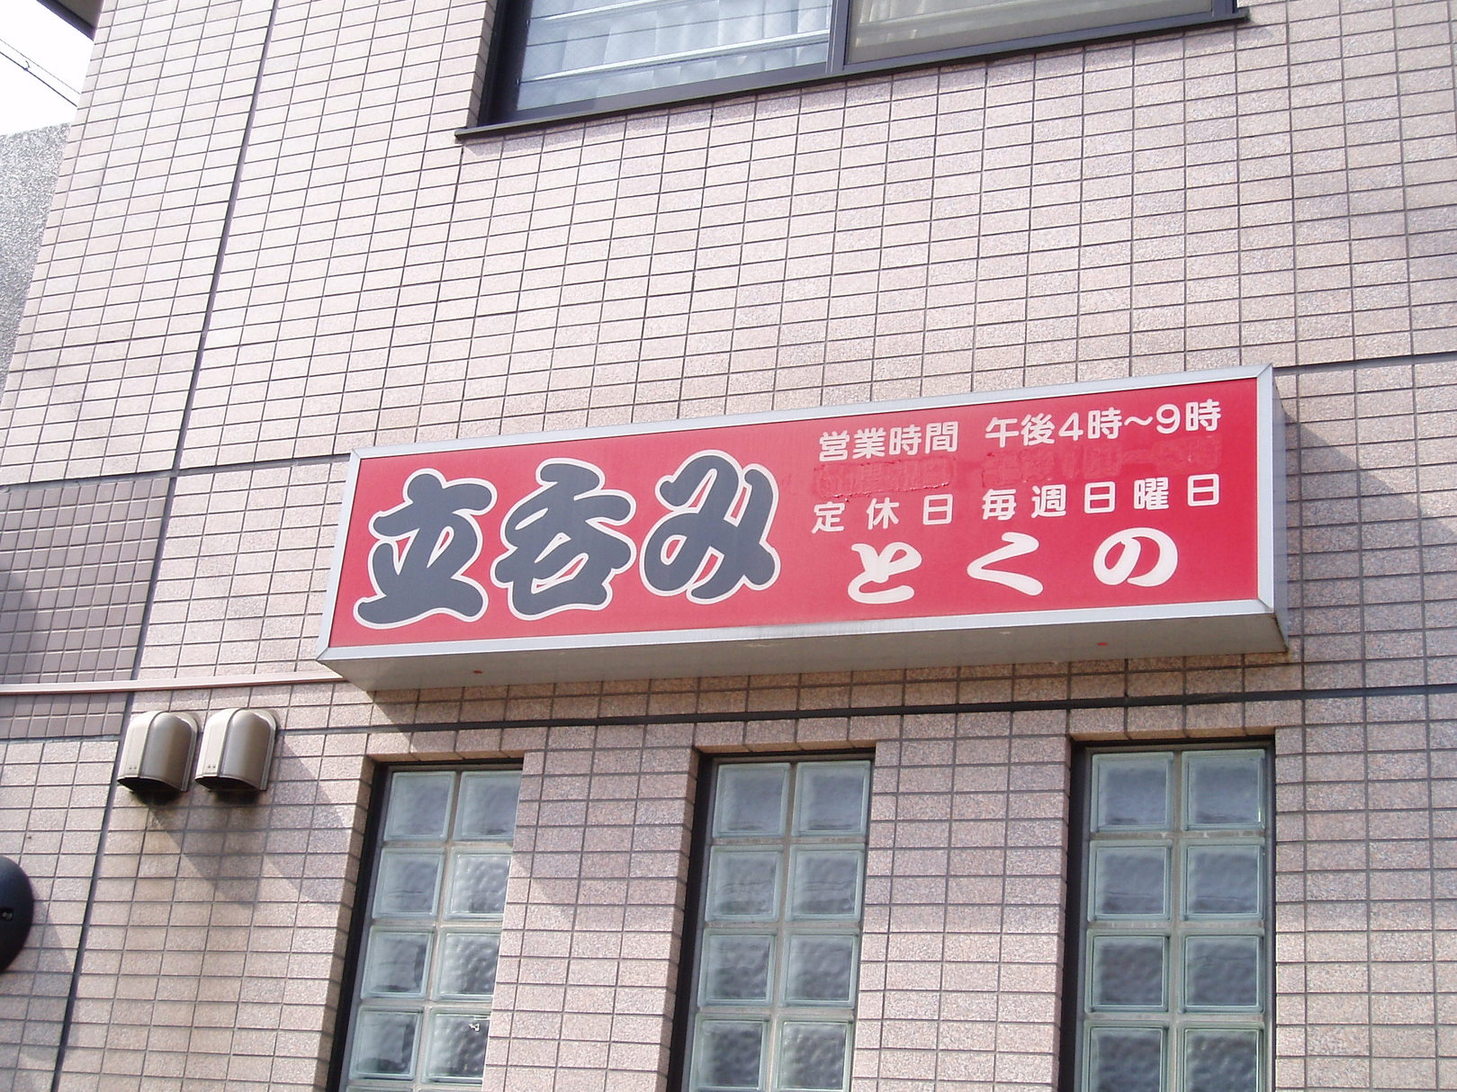 立呑み
営業時間 午後4時〜9時
定休日 毎週日曜日
とくの